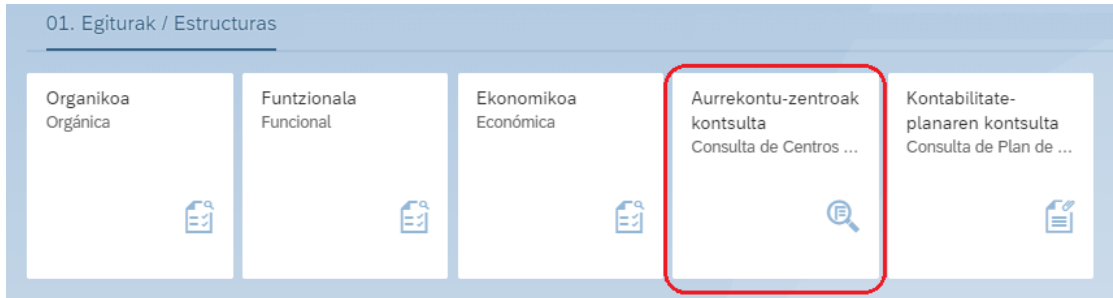 01. Egiturak / Estructuras
Organikoa
Orgánica
Funtzionala
Funcional
Ekonomikoa
Económica
Aurrekontu-zentroak
kontsulta
Consulta de Centros ...
Kontabilitate-
planaren kontsulta
Consulta de Plan de ...